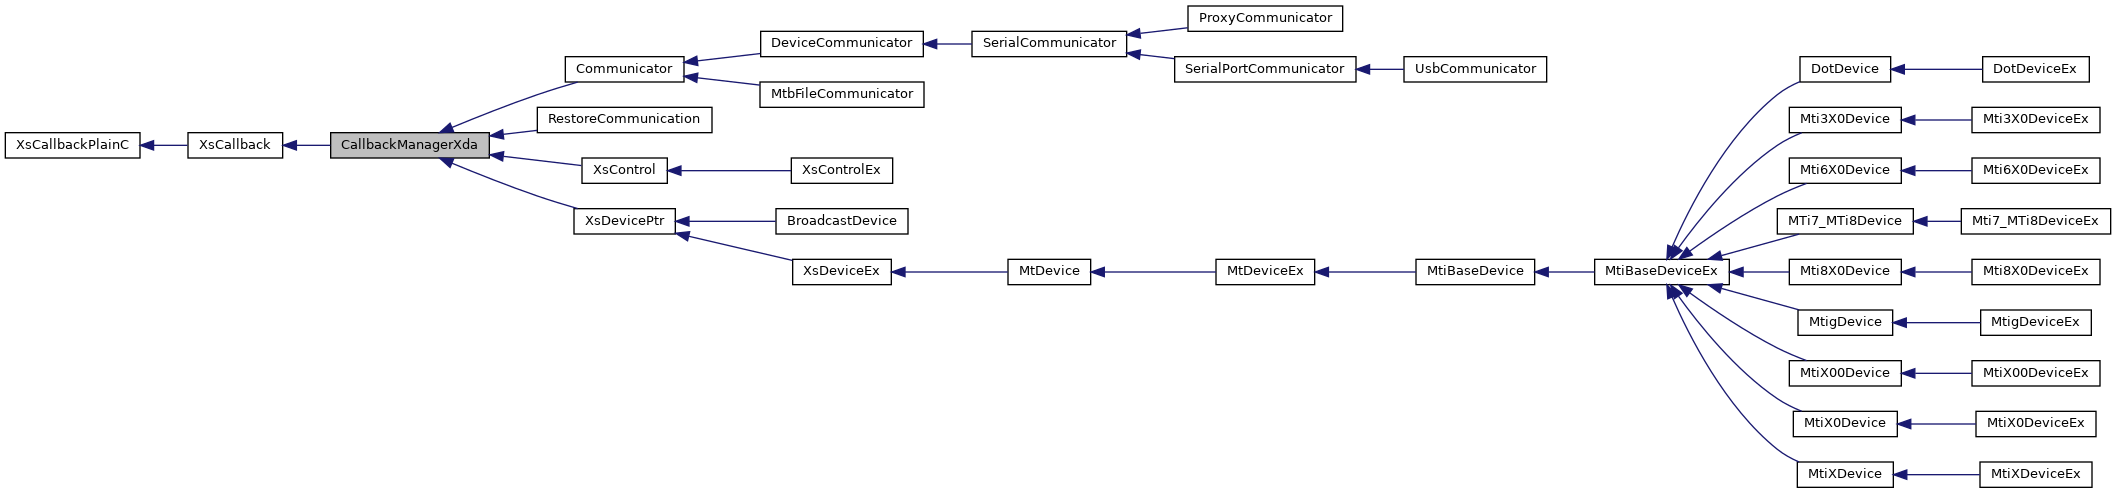 ProxyCommunicator
DeviceCommunicator
SerialCommunicator
Communicator
SerialPortCommunicator
UsbCommunicator
DotDevice
DotDeviceEx
MtbFileCommunicator
RestoreCommunication
Mti3X0Device
Mti3X0DeviceEx
XsCallbackPlainC
XsCallback
CallbackManagerXda
XsControl
XsControlEx
Mti6X0Device
Mti6X0DeviceEx
XsDevicePtr
BroadcastDevice
MTi7_MTi8Device
Mti7_MTi8DeviceEx
XsDeviceEx
MtDevice
MtDeviceEx
MtiBaseDevice
MtiBaseDeviceEx
Mti8X0Device
Mti8X0DeviceEx
MtigDevice
MtigDeviceEx
MtiX00Device
MtiX00DeviceEx
MtiX0Device
MtiX0DeviceEx
MtiXDevice
MtiXDeviceEx